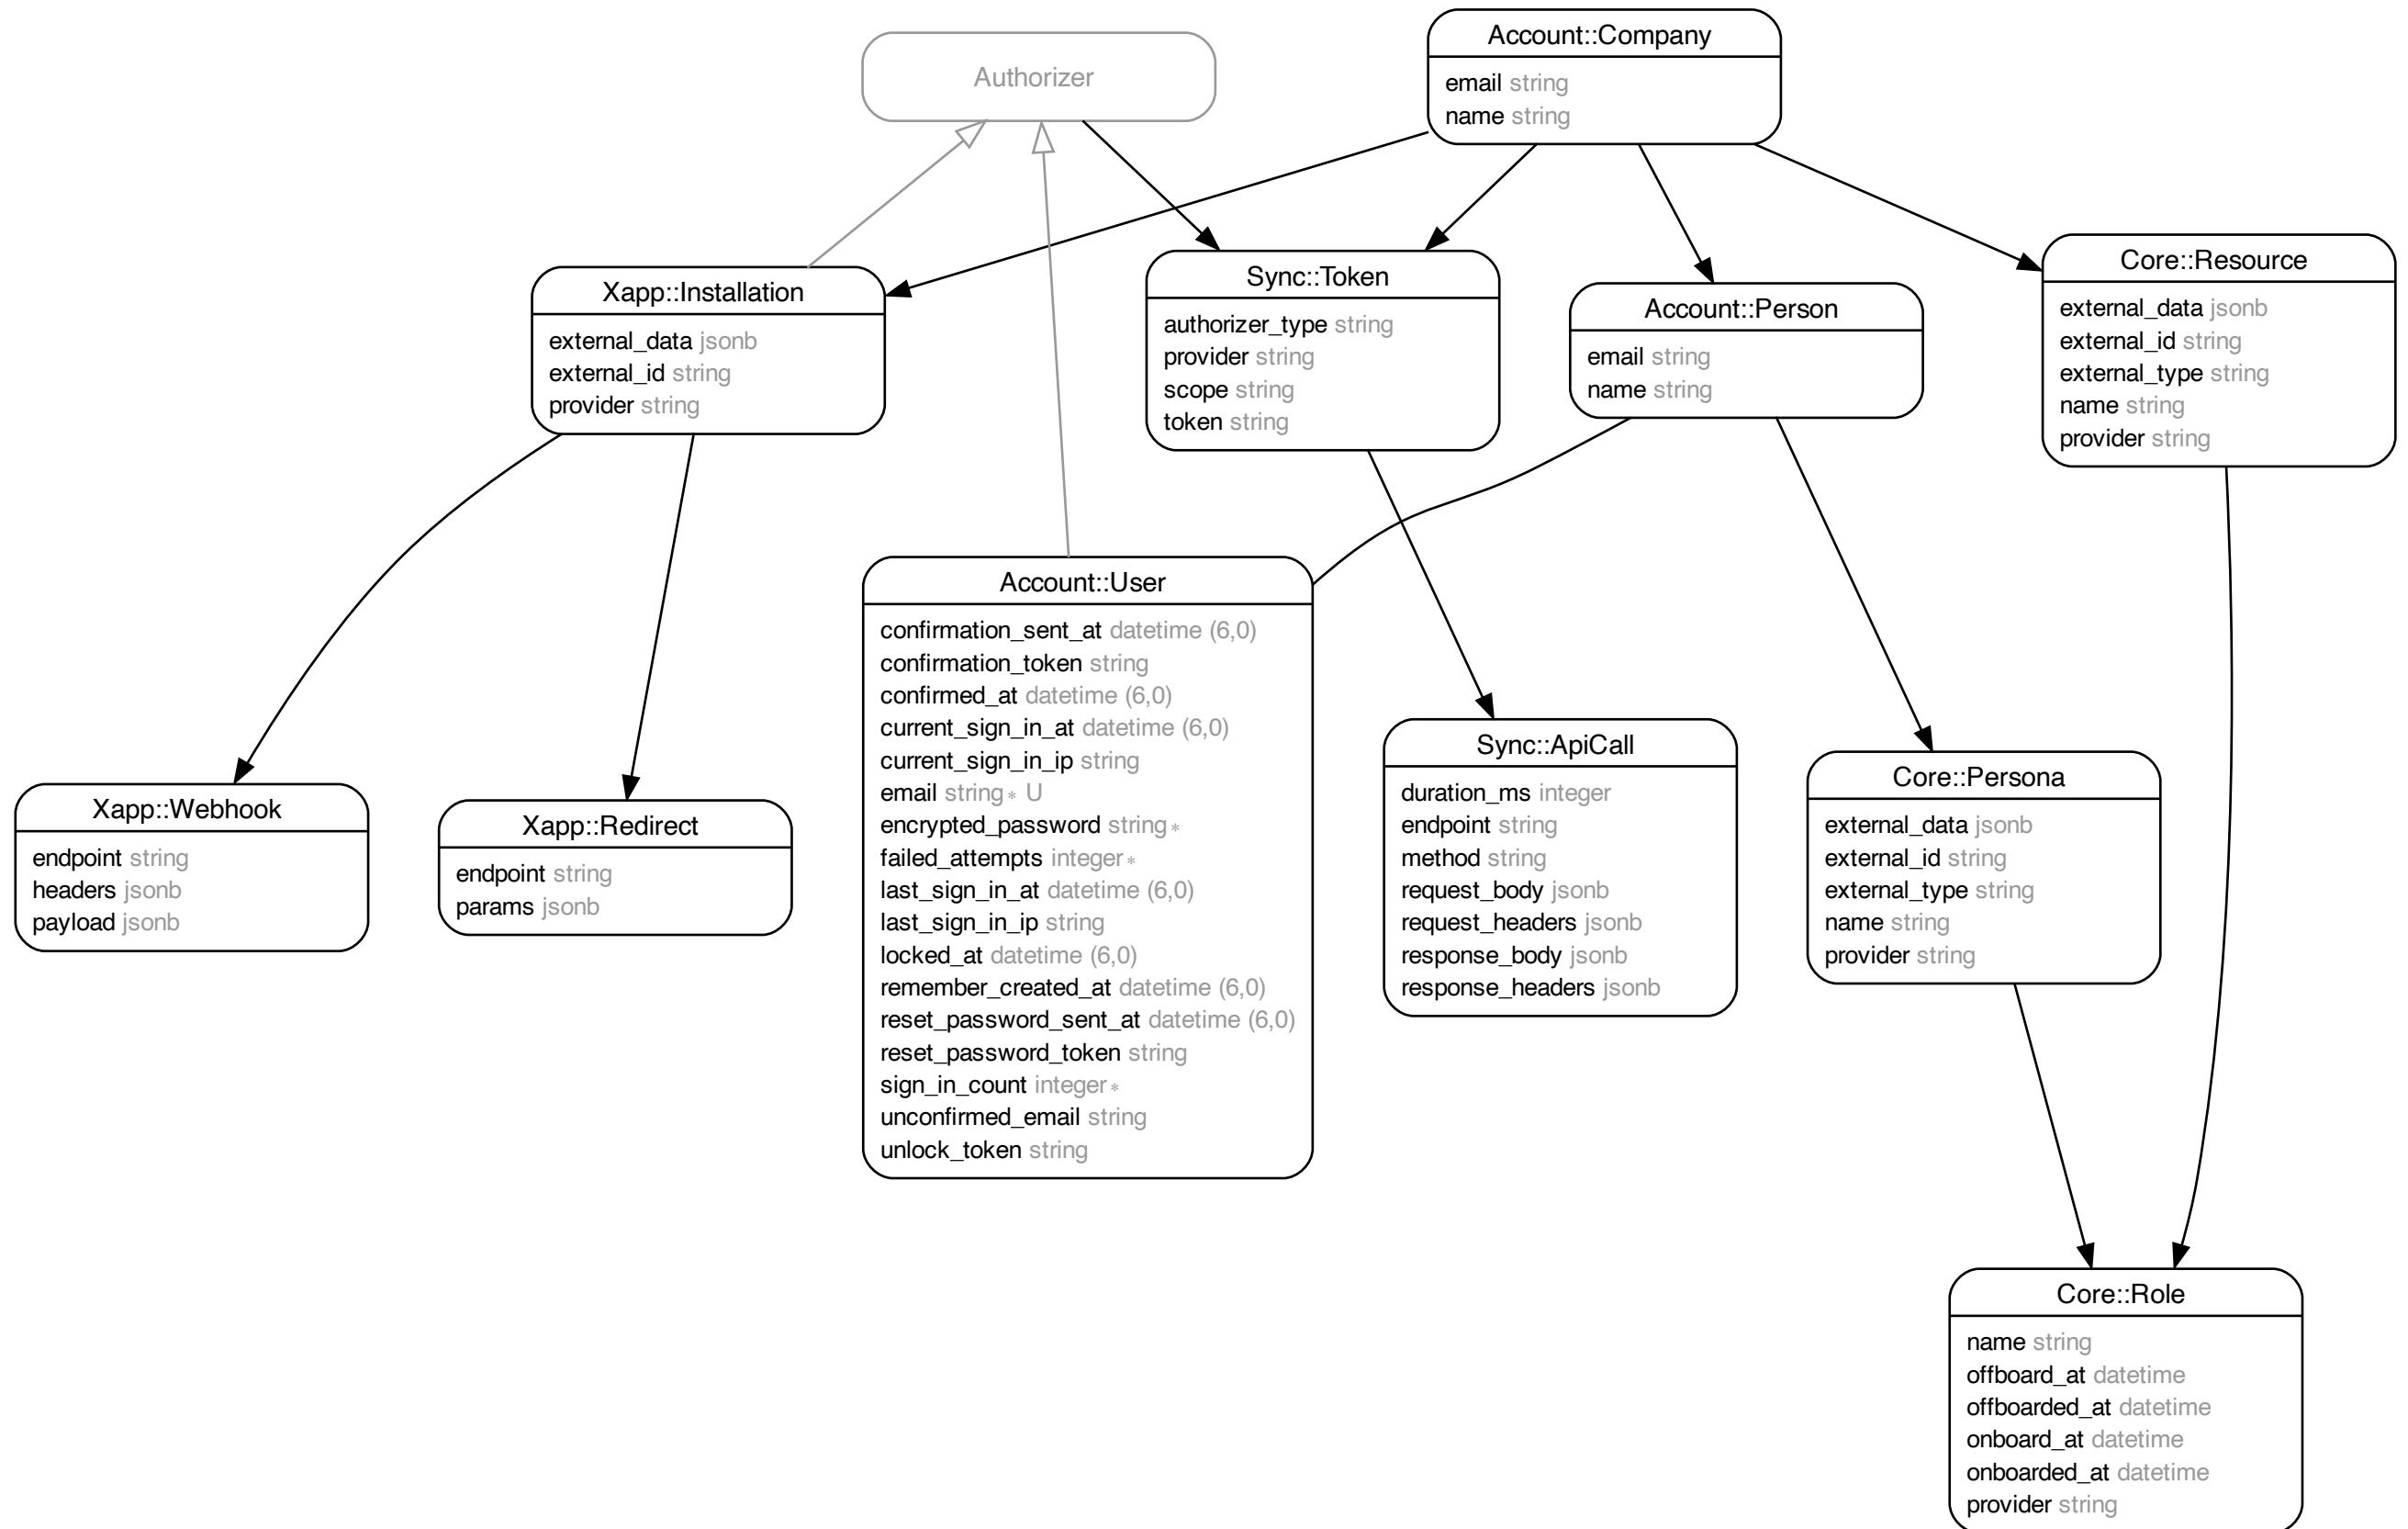 Authorizer
Account::Company
email string
name string
Xapp::Installation
external_data jsonb
external_id string
provider string
Sync::Token
authorizer_type string
provider string
scope string
token string
Account::Person
email string
name string
Core::Resource
external_data jsonb
external_id string
external_type string
name string
provider string
Account::User
confirmation_sent_at datetime (6,0)
confirmation_token string
confirmed_at datetime (6,0)
current_sign_in_at datetime (6,0)
current_sign_in_ip string
email string* U
encrypted_password string*
failed_attempts integer*
last_sign_in_at datetime (6,0)
last_sign_in_ip string
locked_at datetime (6,0)
remember_created_at datetime (6,0)
reset_password_sent_at datetime (6,0)
reset_password_token string
sign_in_count integer*
unconfirmed_email string
unlock_token string
Xapp::Webhook
endpoint string
headers jsonb
payload jsonb
Xapp::Redirect
endpoint string
params jsonb
Sync::ApiCall
duration_ms integer
endpoint string
method string
request_body jsonb
request_headers jsonb
response_body jsonb
response_headers jsonb
Core::Persona
external_data jsonb
external_id string
external_type string
name string
provider string
Core::Role
name string
offboard_at datetime
offboarded_at datetime
onboard_at datetime
onboarded_at datetime
provider string